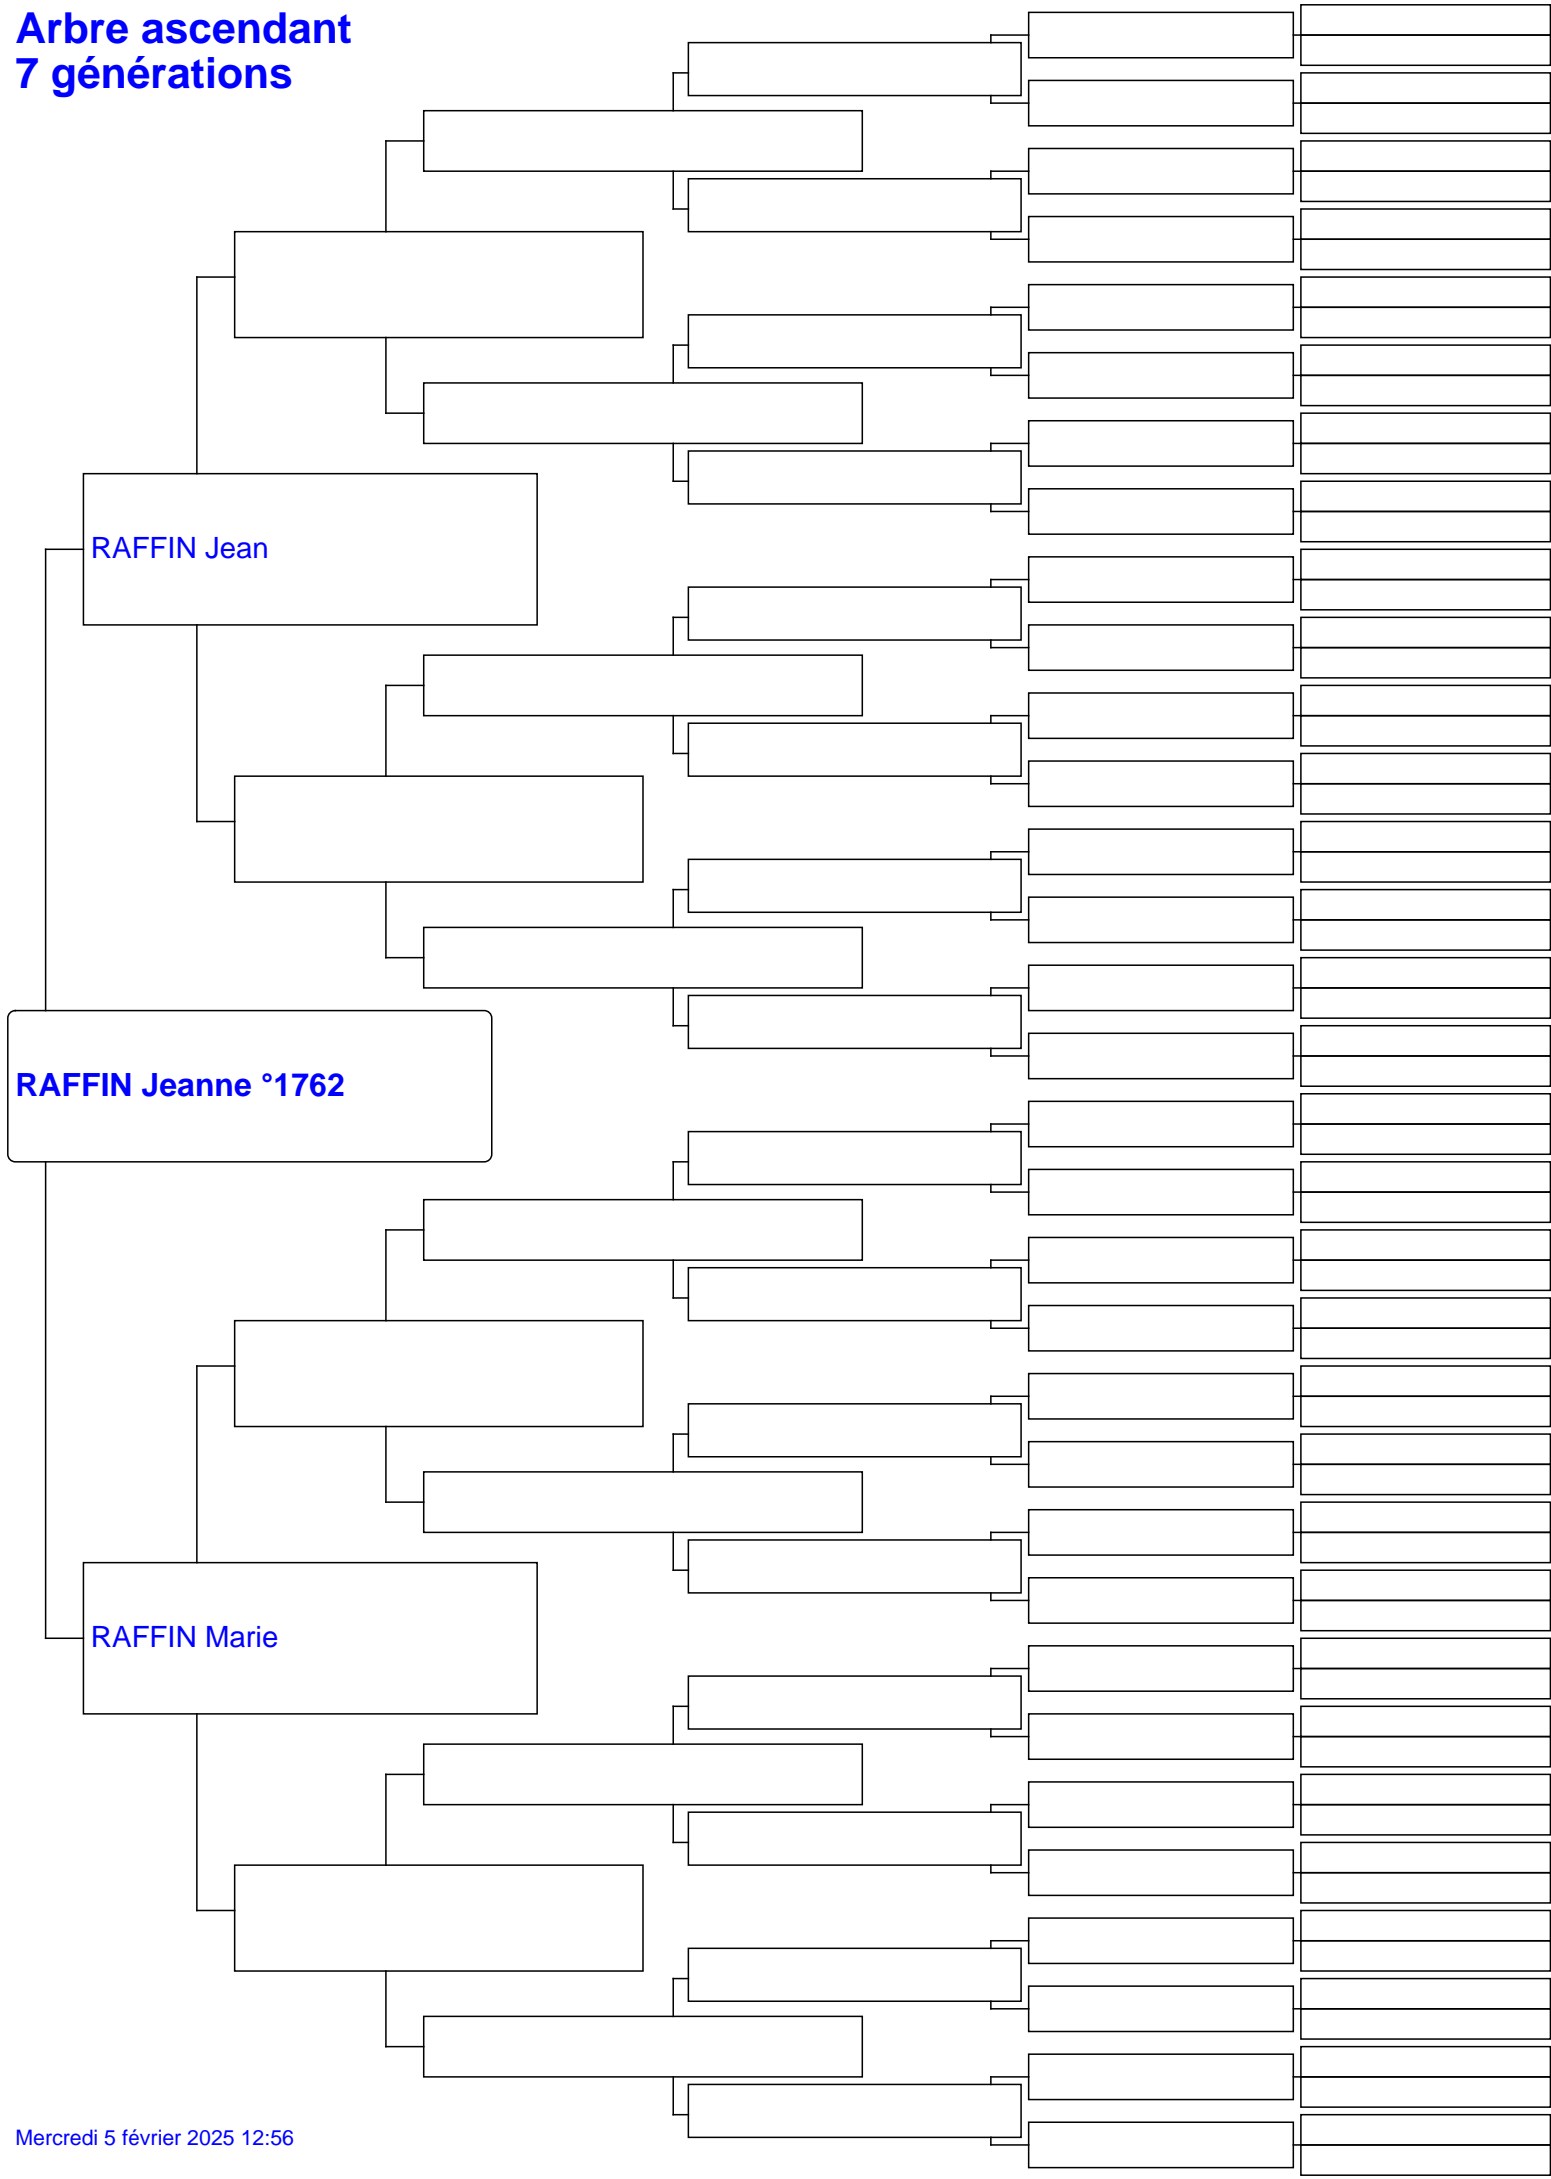 Arbre ascendant
7 générations
RAFFIN Jean
RAFFIN Jeanne °1762
RAFFIN Marie
Mercredi 5 février 2025 12:56